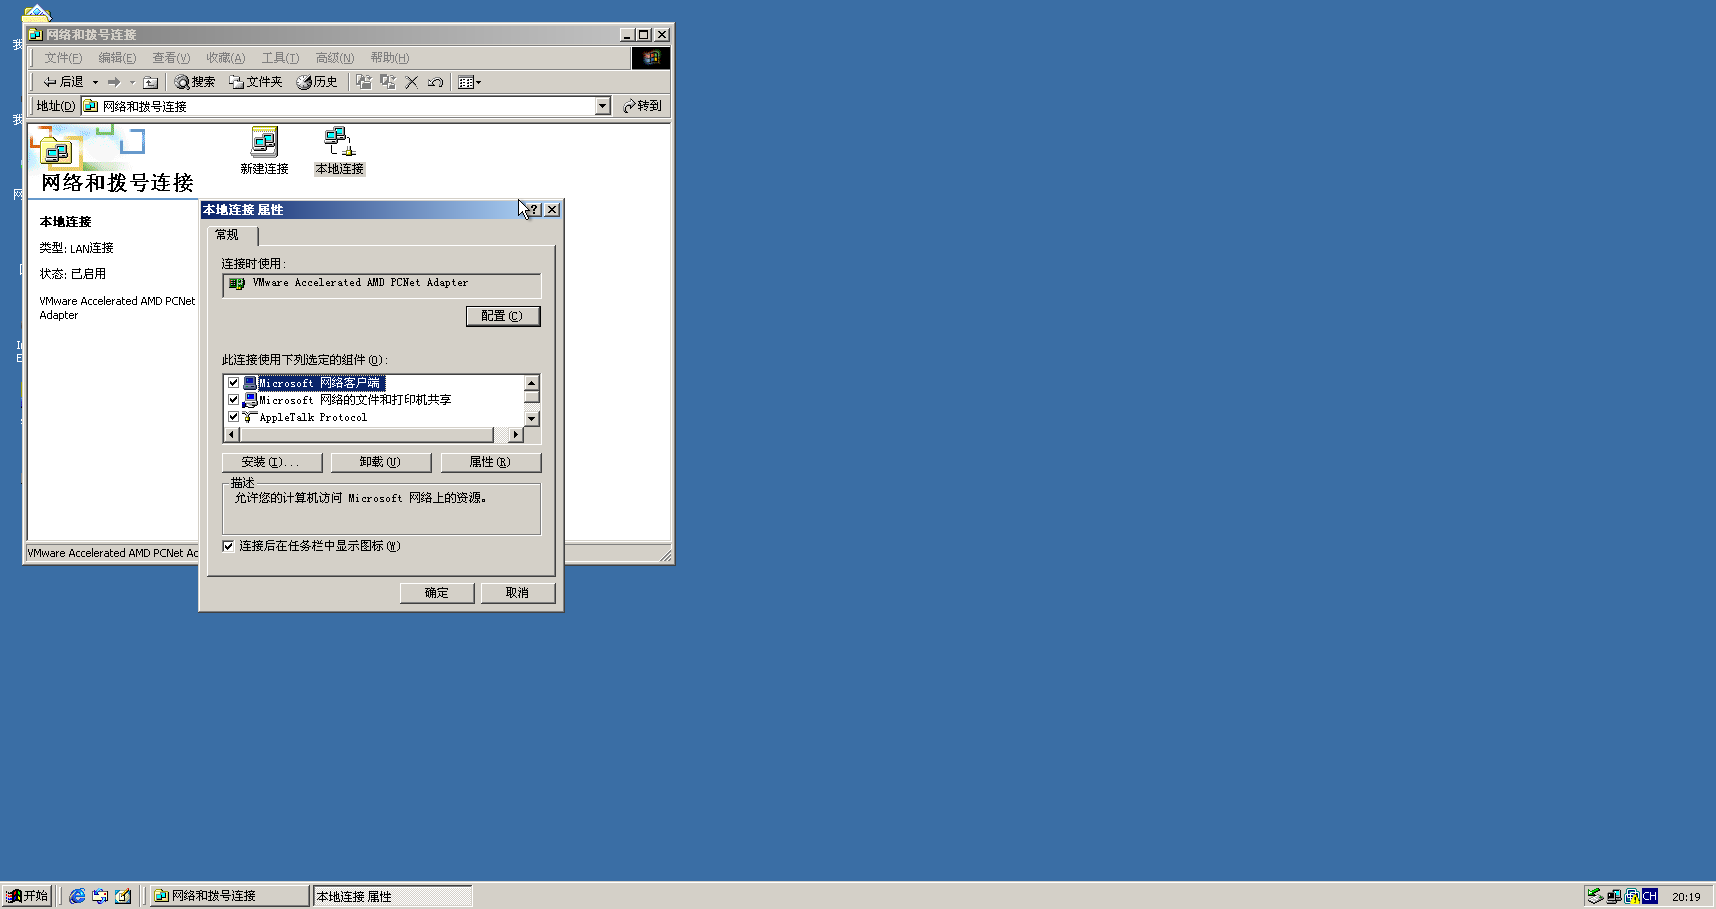 网络和拨号连接
文件(F) 编辑(E) 查看(V) 收藏(A) 工具(T) 高级(N) 帮助(H)
后退 搜索 文件夹 历史
地址(D) 网络和拨号连接 转到
我
我
网
新建连接 本地连接
网络和拨号连接
本地连接
类型: LAN连接
状态: 已启用
VMware Accelerated AMD PCNet
Adapter
VMware Accelerated AMD PCNet Ac
本地连接 属性
常规
连接时使用:
VMware Accelerated AMD PCNet Adapter
配置(C)
此连接使用下列选定的组件(O):
Microsoft 网络客户端
Microsoft 网络的文件和打印机共享
AppleTalk Protocol
安装(I)... 卸载(U) 属性(R)
描述
允许您的计算机访问 Microsoft 网络上的资源。
连接后在任务栏中显示图标(W)
确定 取消
开始 网络和拨号连接 本地连接 属性 CH 20:19